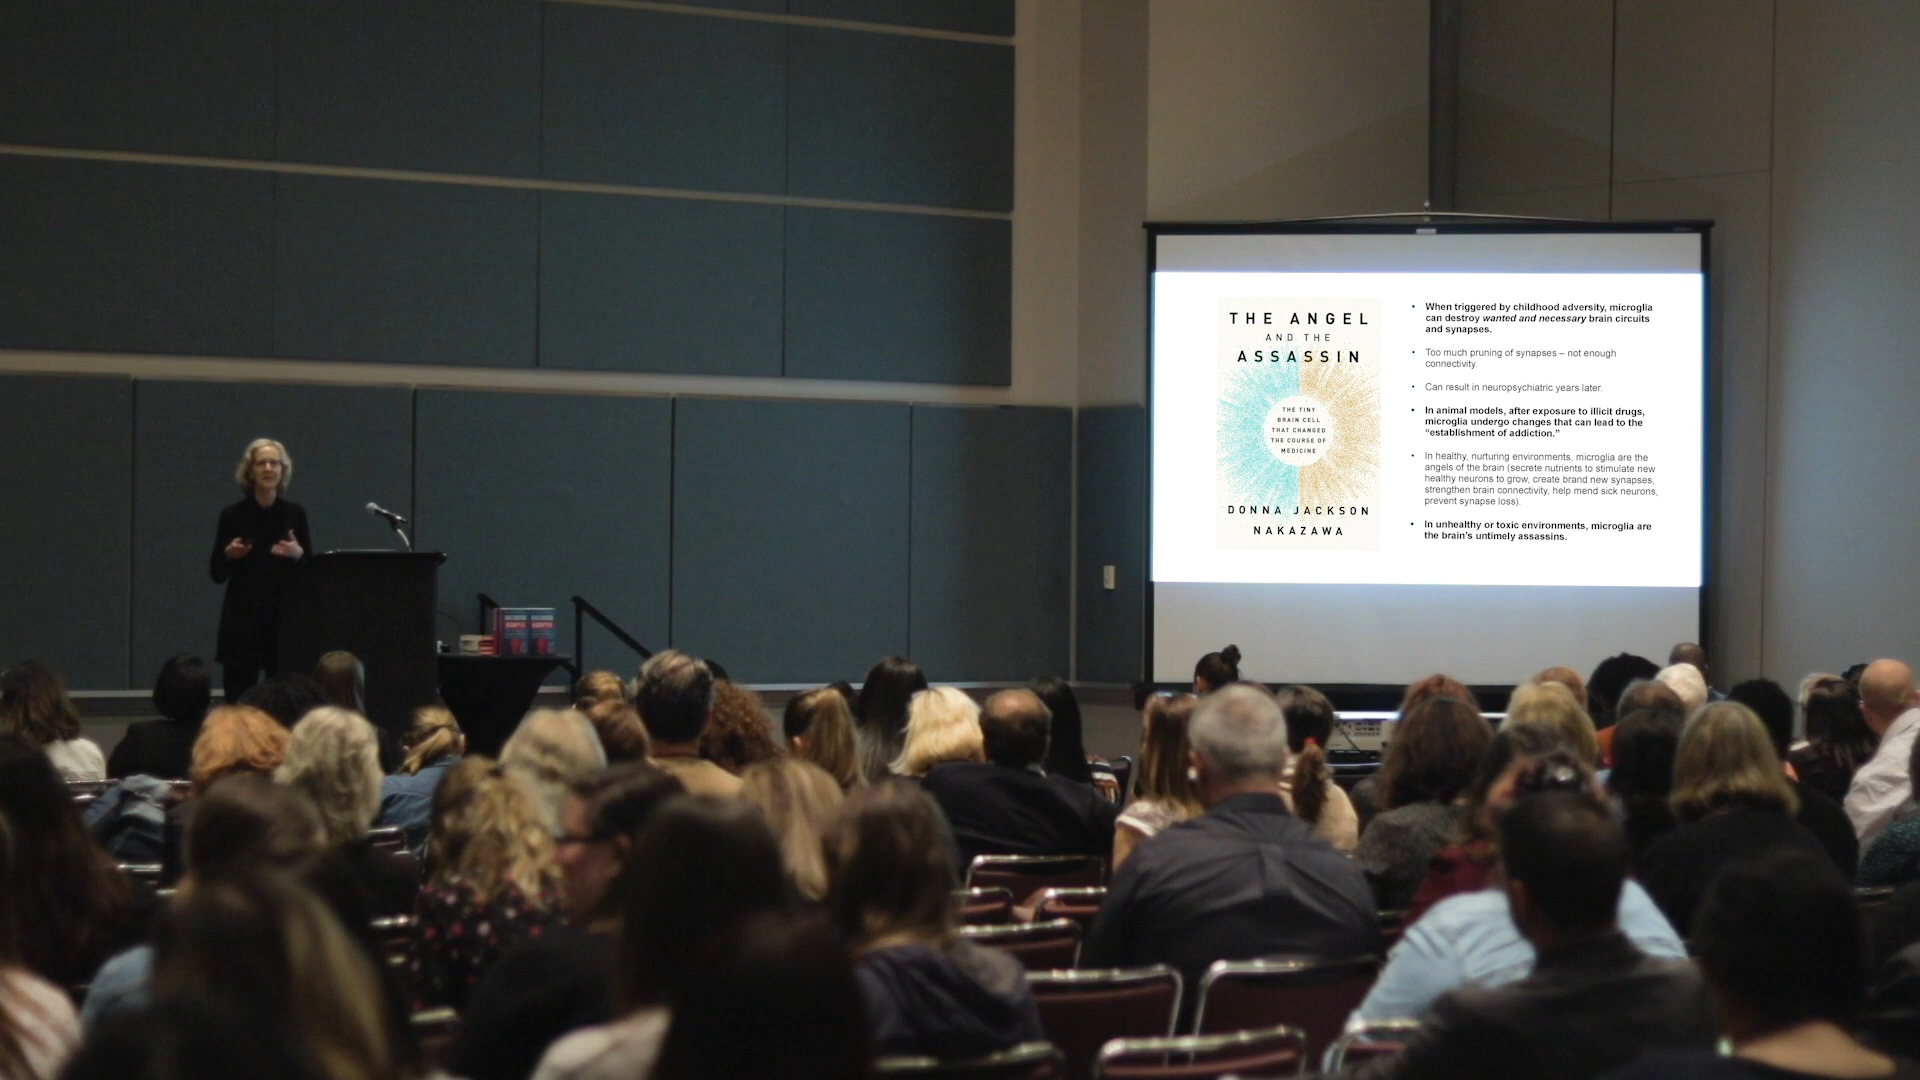 THE ANGEL
AND THE
ASSASSIN
THE TINY
BRAIN CELL
THAT CHANGED
THE COURSE OF
MEDICINE
DONNA JACKSON
NAKAZAWA
• When triggered by childhood adversity, microglia
can destroy wanted and necessary brain circuits
and synapses.
• Too much pruning of synapses – not enough
connectivity.
• Can result in neuropsychiatric years later.
• In animal models, after exposure to illicit drugs,
microglia undergo changes that can lead to the
“establishment of addiction.”
• In healthy, nurturing environments, microglia are the
angels of the brain (secrete nutrients to stimulate new
healthy neurons to grow, create brand new synapses,
strengthen brain connectivity, help mend sick neurons,
prevent synapse loss).
• In unhealthy or toxic environments, microglia are
the brain’s untimely assassins.